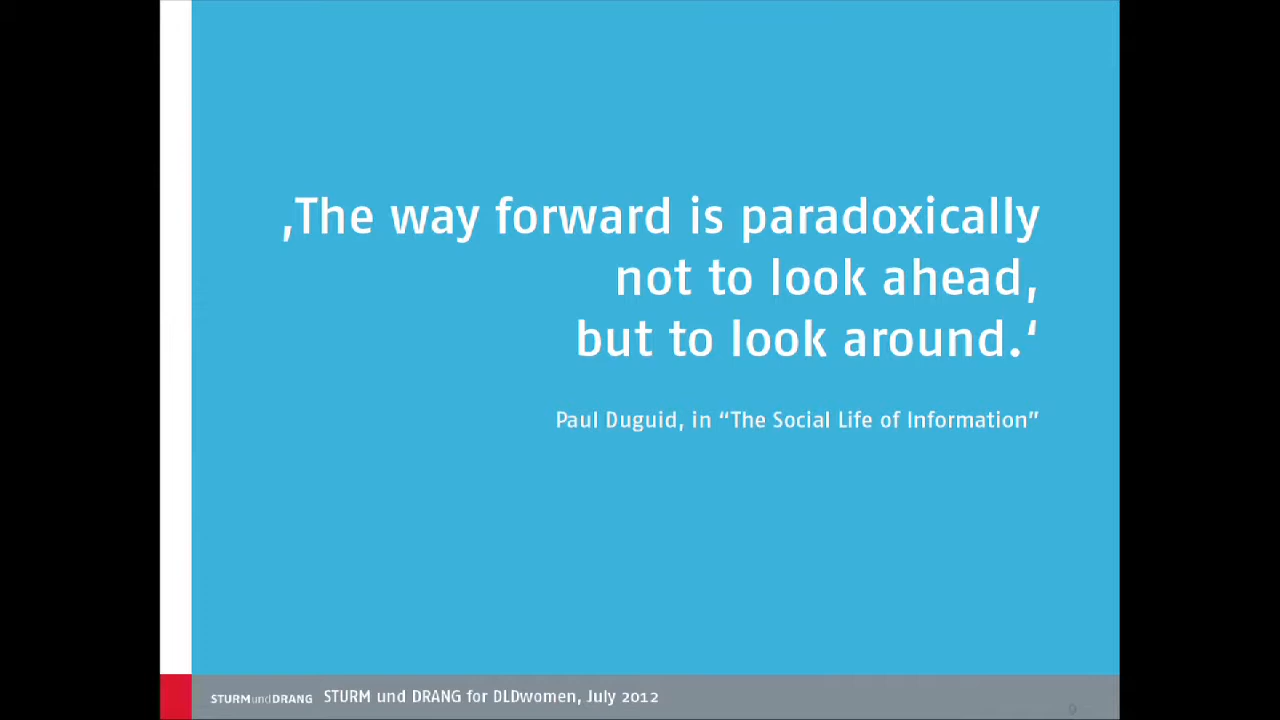 ‚The way forward is paradoxically
not to look ahead,
but to look around.‘
Paul Duguid, in “The Social Life of Information”
STURMundDRANG STURM und DRANG for DLDwomen, July 2012
9